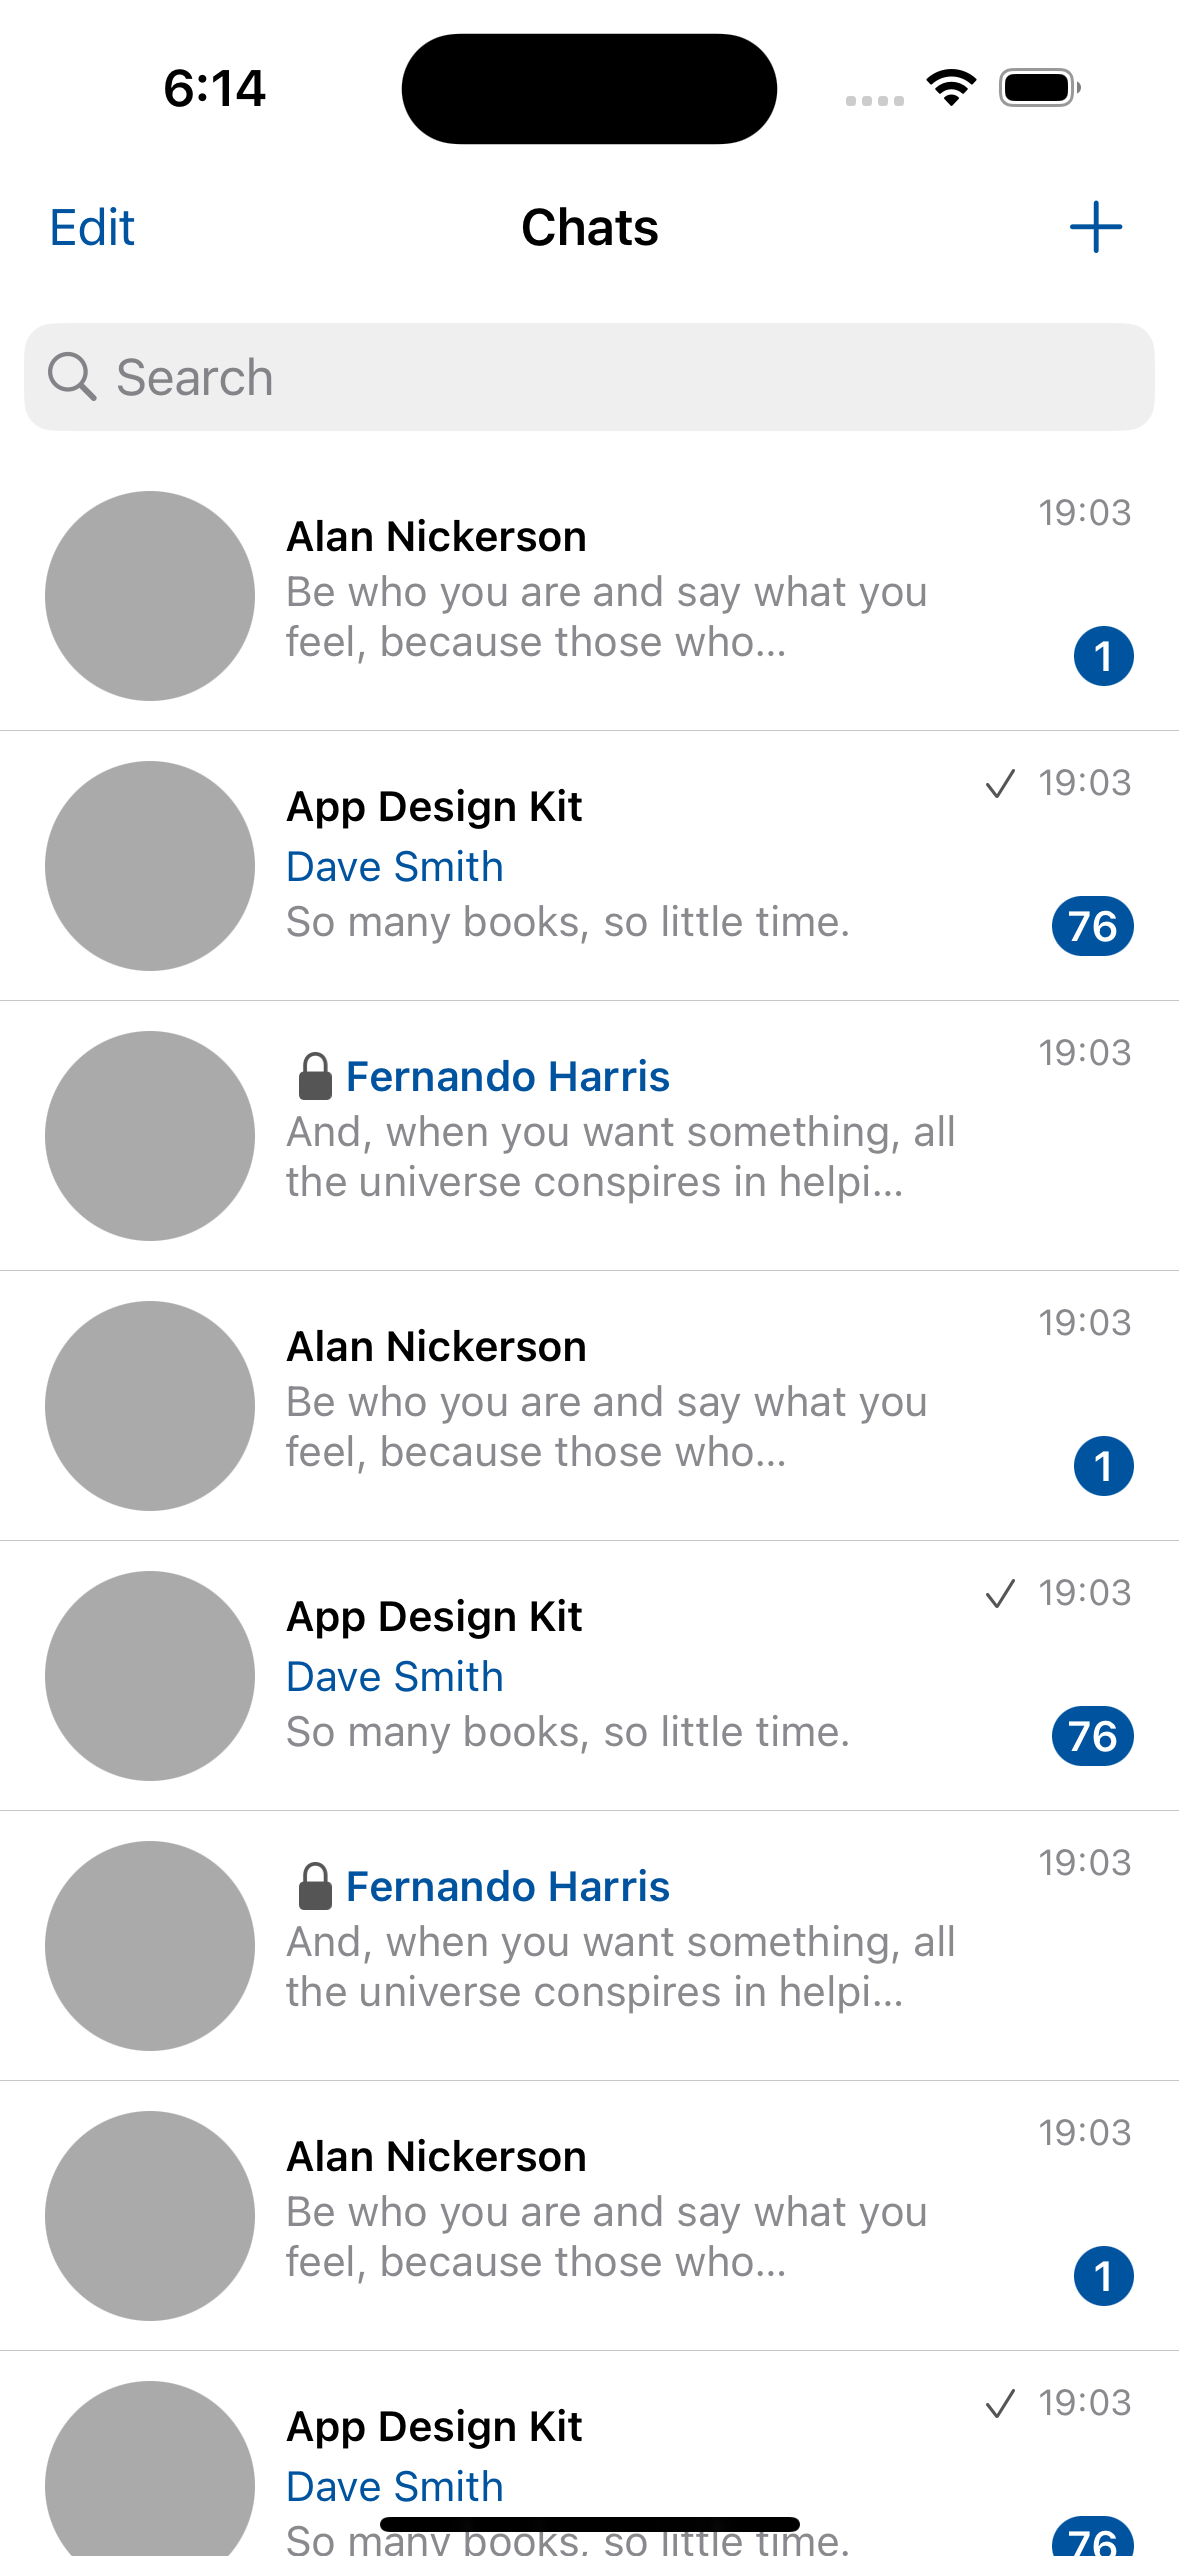 6:14
Edit
Chats
Search
Alan Nickerson
19:03
Be who you are and say what you
feel, because those who...
1
App Design Kit
19:03
Dave Smith
So many books, so little time.
76
Fernando Harris
19:03
And, when you want something, all
the universe conspires in helpi...
Alan Nickerson
19:03
Be who you are and say what you
feel, because those who...
1
App Design Kit
19:03
Dave Smith
So many books, so little time.
76
Fernando Harris
19:03
And, when you want something, all
the universe conspires in helpi...
Alan Nickerson
19:03
Be who you are and say what you
feel, because those who...
1
App Design Kit
19:03
Dave Smith
So many books, so little time.
76